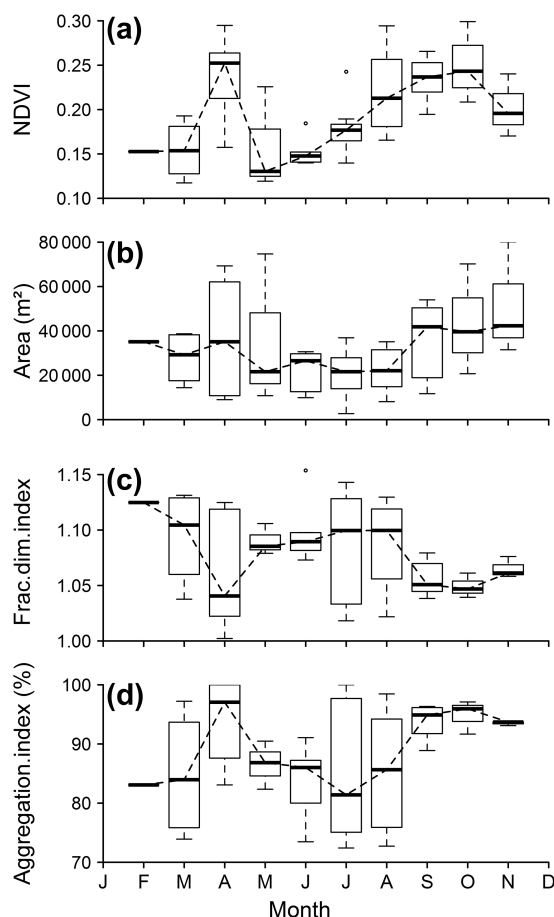 (a)
NDVI
0.30
0.25
0.20
0.15
0.10
(b)
Area (m²)
80 000
60 000
40 000
20 000
0
(c)
Frac.dim.index
1.15
1.10
1.05
1.00
(d)
Aggregation.index (%)
100
90
80
70
J F M A M J J A S O N D
Month